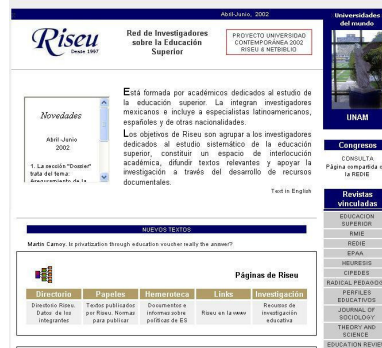 Abril-Junio, 2002
Riseu
Desde 1997
Red de Investigadores
sobre la Educación
Superior
PROYECTO UNIVERSIDAD
CONTEMPORÁNEA 2002
RISEU & NETBIBLIO
Novedades
Abril -Junio
2002
1. La sección "Dossier"
trata del tema:
Aseguramiento de la
Está formada por académicos dedicados al estudio de
la educación superior. La integran investigadores
mexicanos e incluye a especialistas latinoamericanos,
españoles y de otras nacionalidades.
Los objetivos de Riseu son agrupar a los investigadores
dedicados al estudio sistemático de la educación
superior, constituir un espacio de interlocución
académica, difundir textos relevantes y apoyar la
investigación a través del desarrollo de recursos
documentales.
Text in English
NUEVOS TEXTOS
Martin Carnoy. Is privatization through education voucher really the answer?
Páginas de Riseu
Directorio Papeles Hemeroteca Links Investigación
Directorio Riseu. Datos de los integrantes
Textos publicados por Riseu. Normas para publicar
Documentos e informes sobre políticas de ES
Riseu en la www
Recursos de investigación educativa
Universidades
del mundo
UNAM
Congresos
CONSULTA
Página compartida c
la REDIE
Revistas
vinculadas
EDUCACION
SUPERIOR
RMIE
REDIE
EPAA
HEURESIS
CIPEDES
RADICAL PEDAGOG
PERFILES
EDUCATIVOS
JOURNAL OF
SOCIOLOGY
THEORY AND
SCIENCE
EDUCATION REVIE